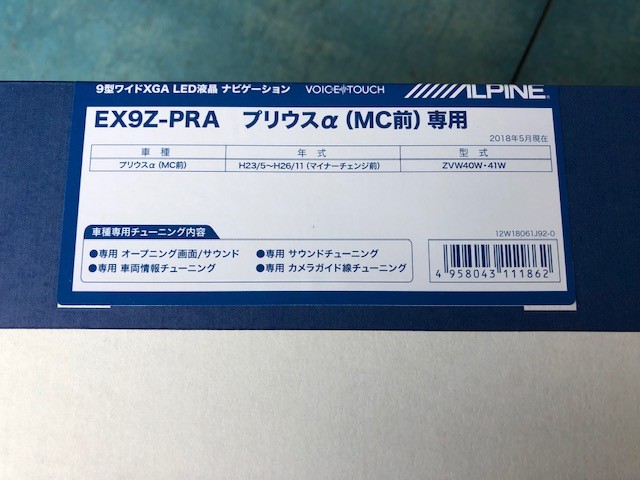 9型ワイドXGA LED液晶 ナビゲーション VOICE TOUCH ALPINE
EX9Z-PRA プリウスα(MC前)専用
2018年5月現在
車種 年式 型式
プリウスα(MC前) H23/5〜H26/11(マイナーチェンジ前) ZVW40W・41W
12W18061J92-0
車種専用チューニング内容
●専用 オープニング画面/サウンド ●専用 サウンドチューニング
●専用 車両情報チューニング ●専用 カメラガイド線チューニング
4 958043 111862